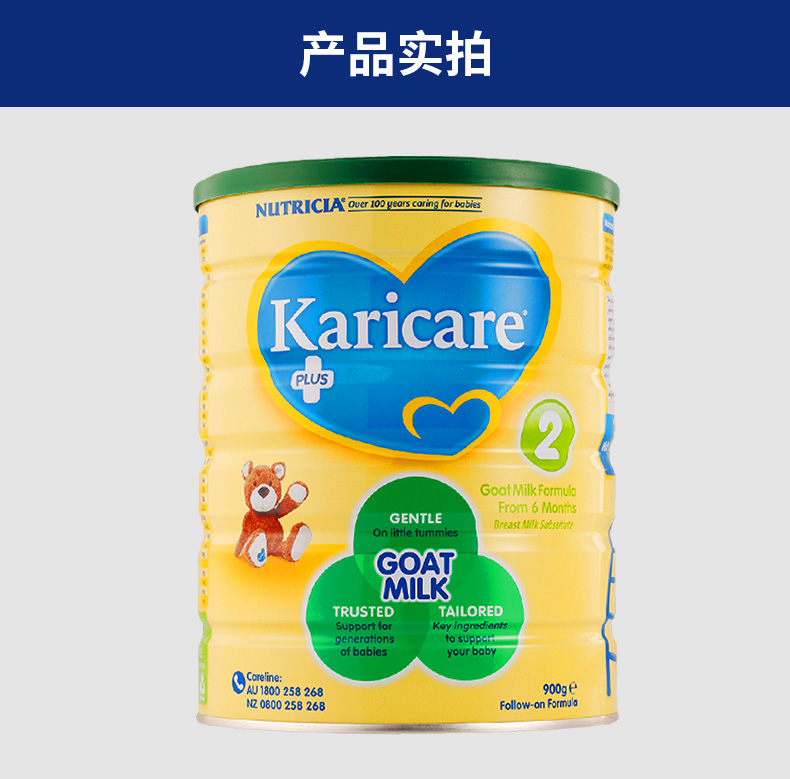 产品实拍
NUTRICIA® Over 100 years caring for babies
Karicare®
PLUS
2
Goat Milk Formula
From 6 Months
Breast Milk Substitute
GENTLE
On little tummies
GOAT
MILK
TRUSTED
Support for
generations
of babies
TAILORED
Key ingredients
to support
your baby
Careline:
AU 1800 258 268
NZ 0800 258 268
900g e
Follow-on Formula